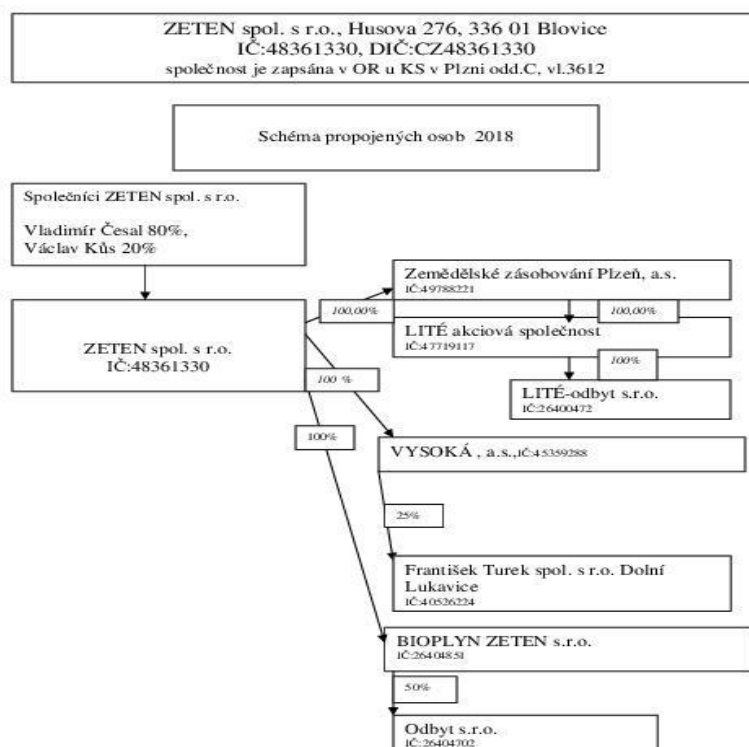 ZETEN spol. s r.o., Husova 276, 336 01 Blovice
IČ:48361330, DIČ:CZ48361330
společnost je zapsána v OR u KS v Plzni odd.C, vl.3612
Schéma propojených osob 2018
Společníci ZETEN spol. s r.o.
Vladimír Česal 80%,
Václav Kůs 20%
ZETEN spol. s r.o.
IČ:48361330
Zemědělské zásobování Plzeň, a.s.
IČ:49788221
100,00%
100,00%
LITÉ akciová společnost
IČ:47719117
100%
LITÉ-odbyt s.r.o.
IČ:26400472
100 %
VYSOKÁ , a.s.,IČ:45359288
25%
František Turek spol. s r.o. Dolní
Lukavice
IČ:40526224
100%
BIOPLYN ZETEN s.r.o.
IČ:26404851
50%
Odbyt s.r.o.
IČ:26404702